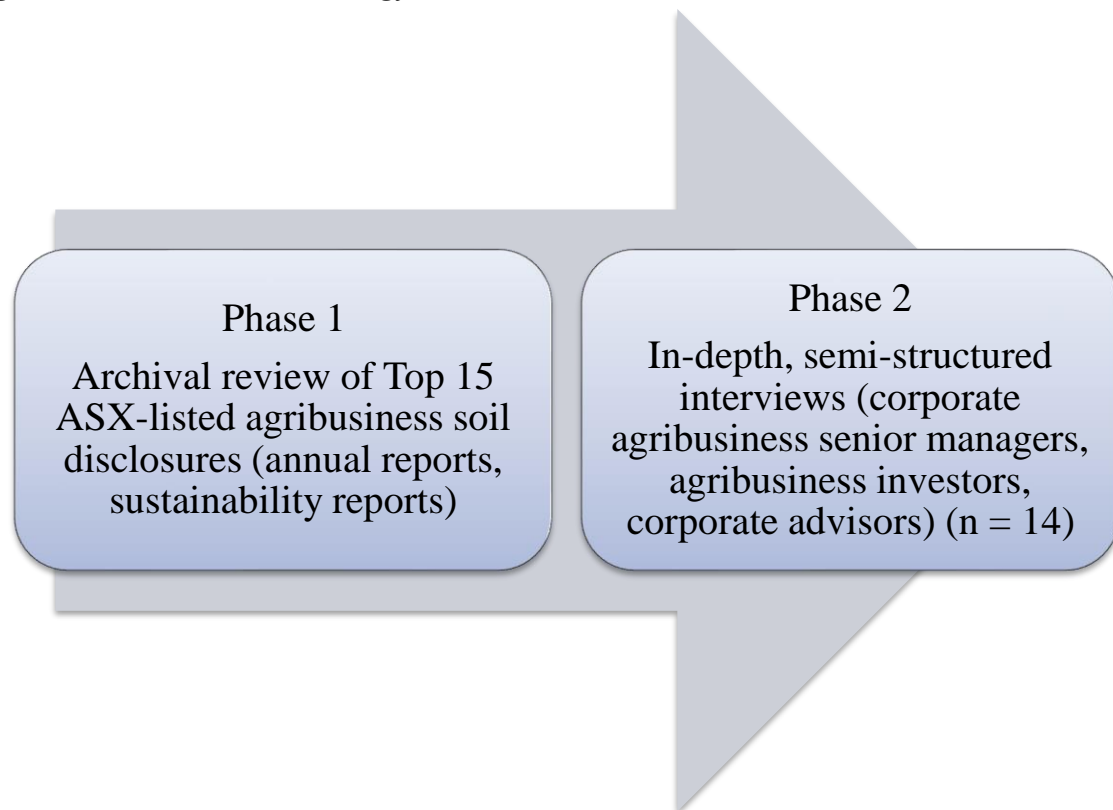 Phase 1
Archival review of Top 15
ASX-listed agribusiness soil
disclosures (annual reports,
sustainability reports)
Phase 2
In-depth, semi-structured
interviews (corporate
agribusiness senior managers,
agribusiness investors,
corporate advisors) (n = 14)